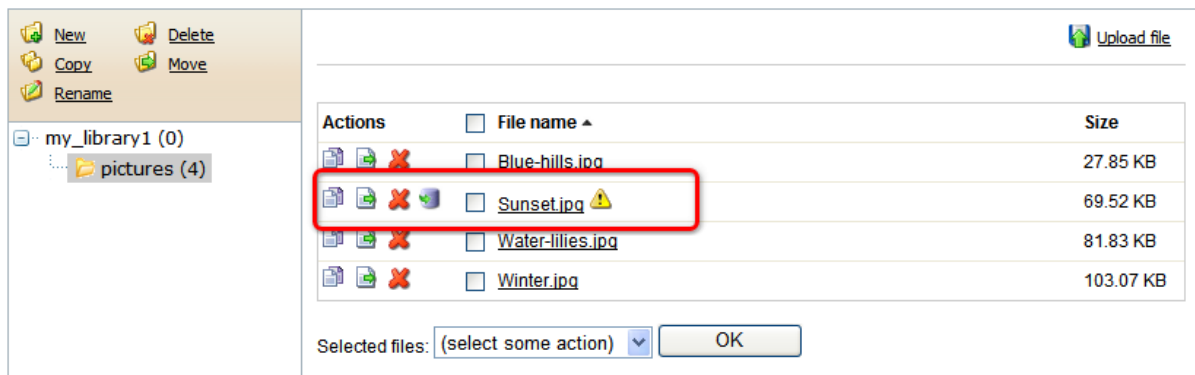 New Delete
Copy Move
Rename
my_library1 (0)
pictures (4)
Upload file
Actions File name Size
Blue-hills.jpg 27.85 KB
Sunset.jpg 69.52 KB
Water-lilies.jpg 81.83 KB
Winter.jpg 103.07 KB
Selected files: (select some action) OK